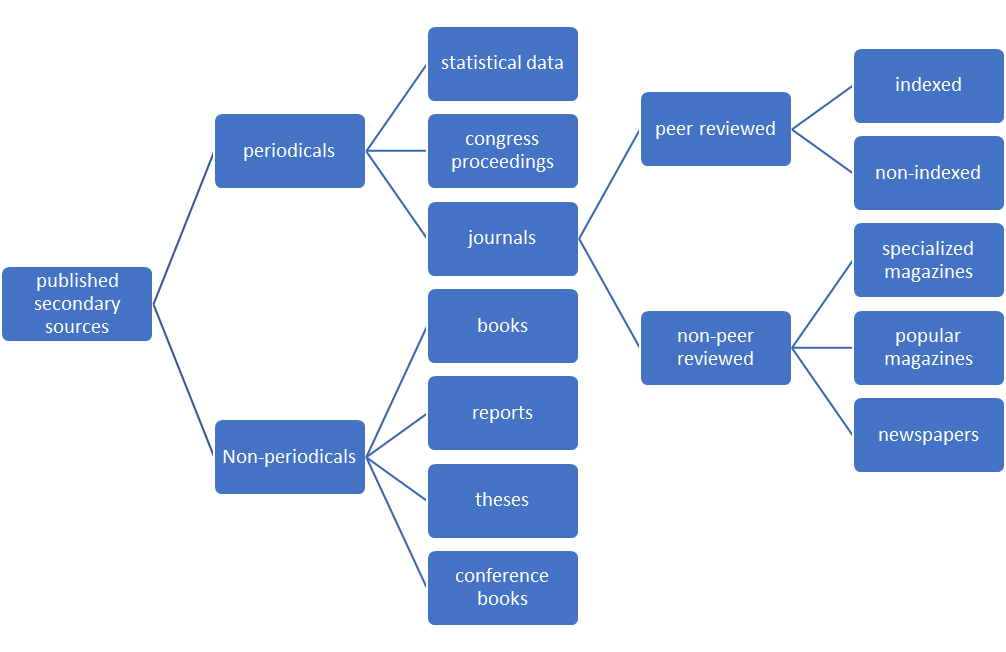 published
secondary
sources
periodicals
statistical data
congress
proceedings
journals
peer reviewed
indexed
non-indexed
non-peer
reviewed
specialized
magazines
popular
magazines
newspapers
Non-periodicals
books
reports
theses
conference
books